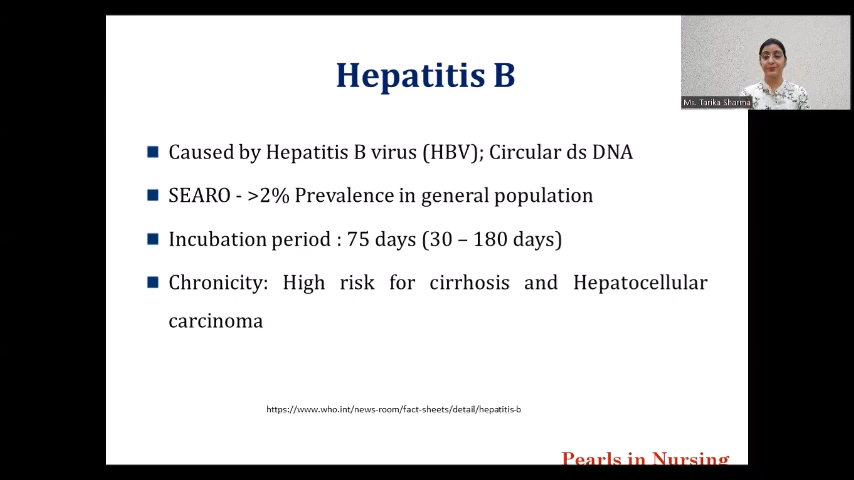 Hepatitis B
Ms. Tarika Sharma
Caused by Hepatitis B virus (HBV); Circular ds DNA
SEARO - >2% Prevalence in general population
Incubation period : 75 days (30 – 180 days)
Chronicity: High risk for cirrhosis and Hepatocellular
carcinoma
https://www.who.int/news-room/fact-sheets/detail/hepatitis-b
Pearls in Nursing